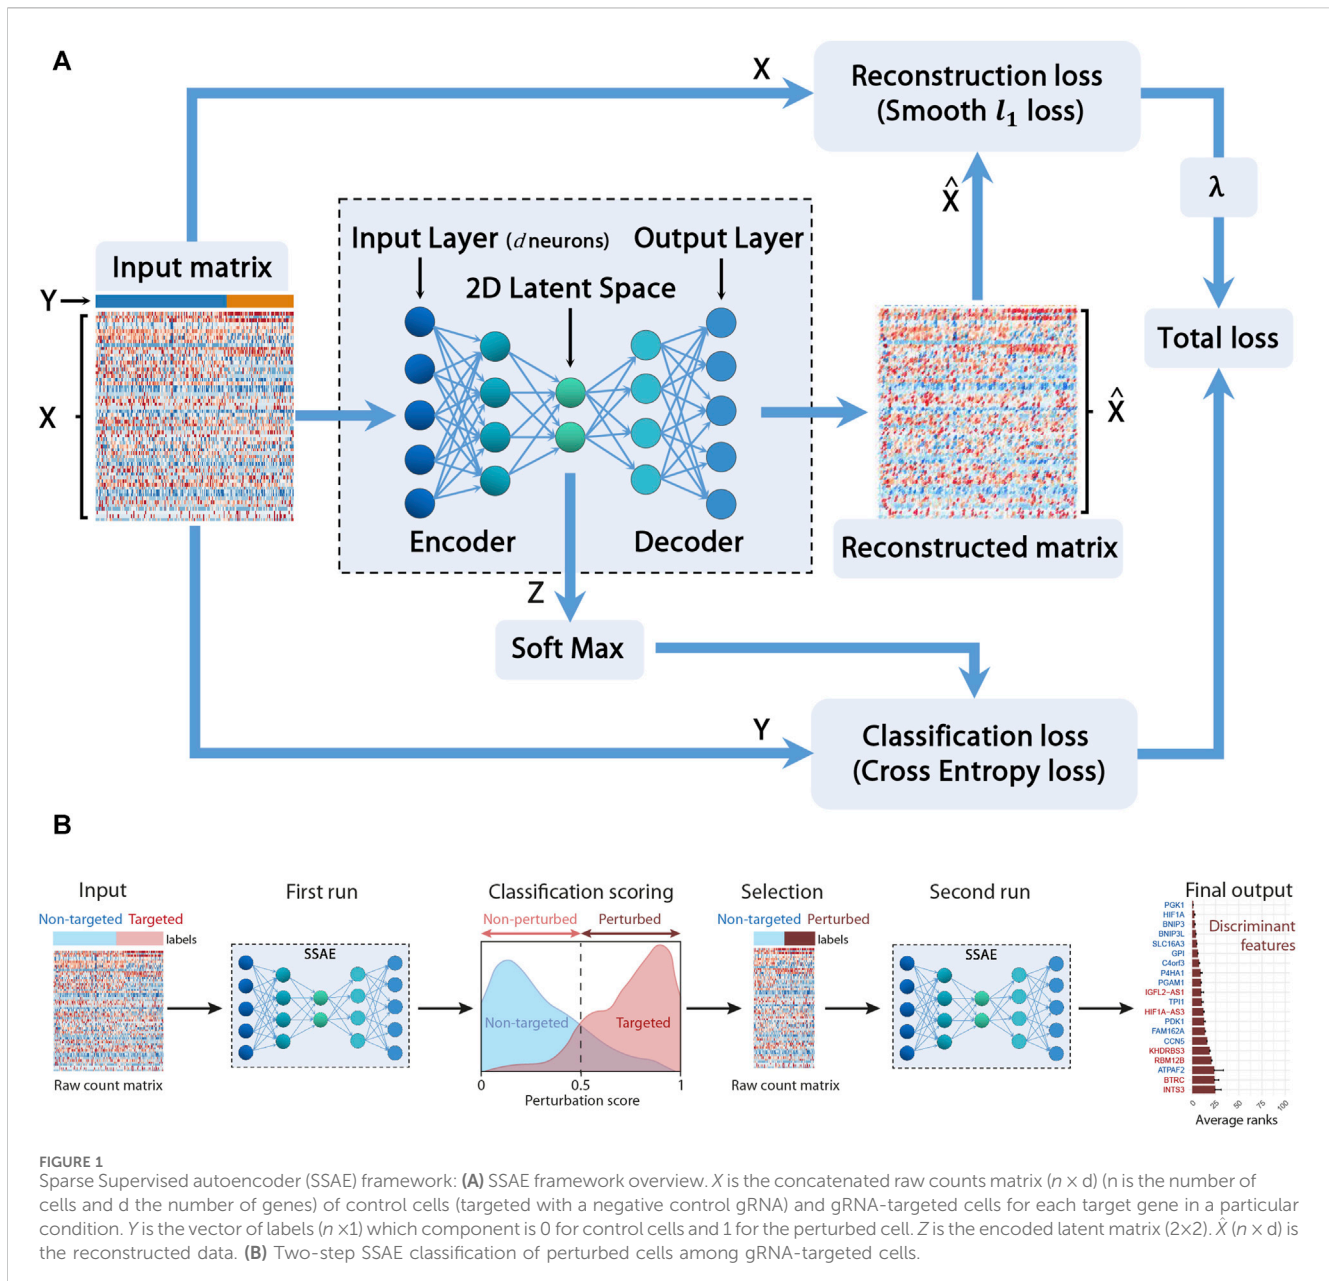 A
X
Reconstruction loss
(Smooth l₁ loss)
X̂
λ
Input Layer (d neurons)
Output Layer
Input matrix
2D Latent Space
Y
Total loss
X
X̂
Encoder
Decoder
Reconstructed matrix
Z
Soft Max
Y
Classification loss
(Cross Entropy loss)
B
Input
First run
Classification scoring
Selection
Second run
Final output
Non-targeted Targeted
labels
Raw count matrix
SSAE
Non-perturbed Perturbed
Non-targeted
Targeted
0 0.5 1
Perturbation score
Non-targeted Perturbed
labels
Raw count matrix
SSAE
Discriminant
features
PGK1
HIF1A
BNIP3
BNIP3L
SLC16A3
GPI
C4orf3
P4HA1
PGAM1
IGFL2-AS1
TPI1
HIF1A-AS3
PDK1
FAM162A
CCN5
KHDRBS3
RBM12B
ATPAF2
BTRC
INTS3
0 25 50 75 100
Average ranks
FIGURE 1
Sparse Supervised autoencoder (SSAE) framework: (A) SSAE framework overview. X is the concatenated raw counts matrix (n × d) (n is the number of
cells and d the number of genes) of control cells (targeted with a negative control gRNA) and gRNA-targeted cells for each target gene in a particular
condition. Y is the vector of labels (n ×1) which component is 0 for control cells and 1 for the perturbed cell. Z is the encoded latent matrix (2×2). X̂ (n × d) is
the reconstructed data. (B) Two-step SSAE classification of perturbed cells among gRNA-targeted cells.